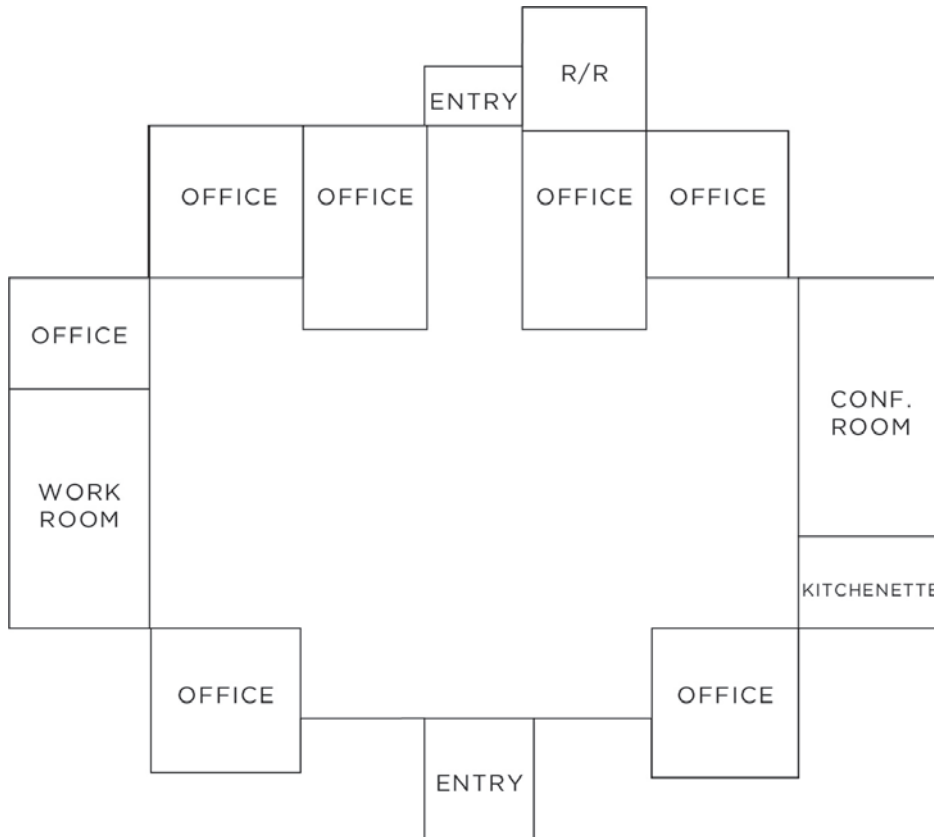 R/R
ENTRY
OFFICE
OFFICE
OFFICE
OFFICE
OFFICE
CONF.
ROOM
WORK
ROOM
KITCHENETTE
OFFICE
OFFICE
ENTRY